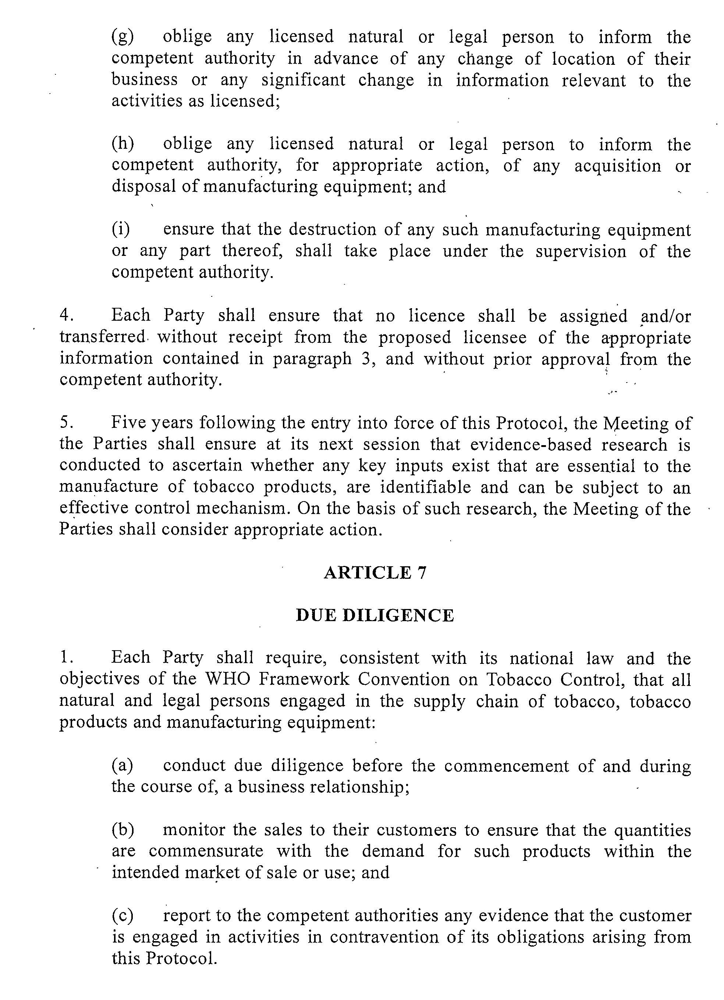 (g) oblige any licensed natural or legal person to inform the
competent authority in advance of any change of location of their
business or any significant change in information relevant to the
activities as licensed;
(h) oblige any licensed natural or legal person to inform the
competent authority, for appropriate action, of any acquisition or
disposal of manufacturing equipment; and
(i) ensure that the destruction of any such manufacturing equipment
or any part thereof, shall take place under the supervision of the
competent authority.
4. Each Party shall ensure that no licence shall be assigned and/or
transferred without receipt from the proposed licensee of the appropriate
information contained in paragraph 3, and without prior approval from the
competent authority.
5. Five years following the entry into force of this Protocol, the Meeting of
the Parties shall ensure at its next session that evidence-based research is
conducted to ascertain whether any key inputs exist that are essential to the
manufacture of tobacco products, are identifiable and can be subject to an
effective control mechanism. On the basis of such research, the Meeting of the
Parties shall consider appropriate action.
ARTICLE 7
DUE DILIGENCE
1. Each Party shall require, consistent with its national law and the
objectives of the WHO Framework Convention on Tobacco Control, that all
natural and legal persons engaged in the supply chain of tobacco, tobacco
products and manufacturing equipment:
(a) conduct due diligence before the commencement of and during
the course of, a business relationship;
(b) monitor the sales to their customers to ensure that the quantities
are commensurate with the demand for such products within the
intended market of sale or use; and
(c) report to the competent authorities any evidence that the customer
is engaged in activities in contravention of its obligations arising from
this Protocol.